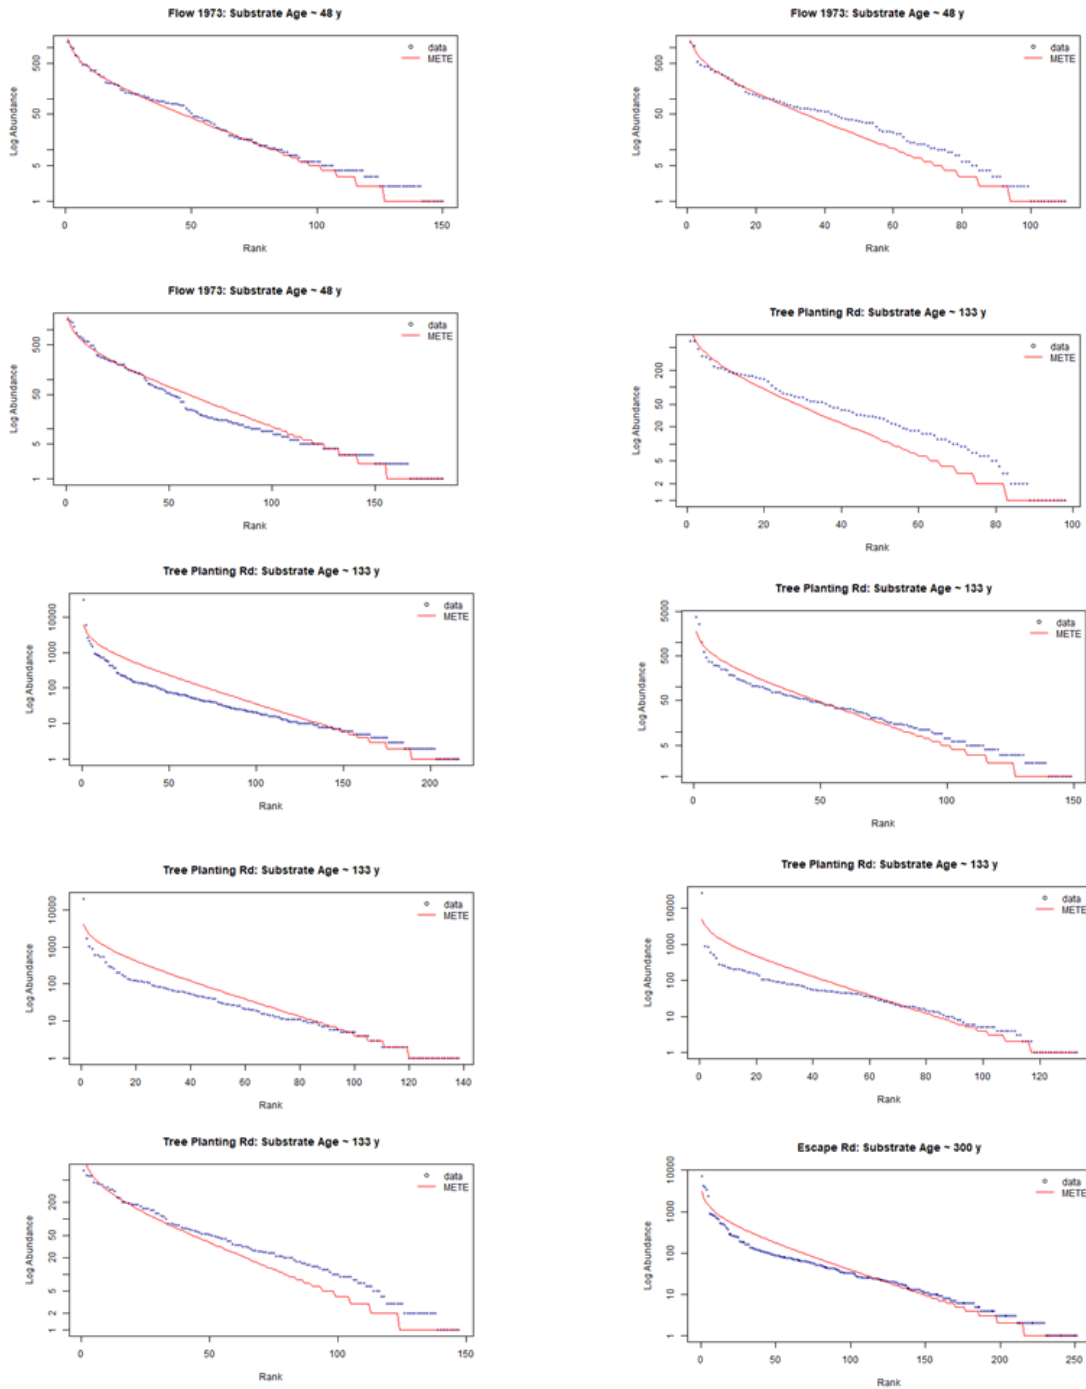 Flow 1973: Substrate Age ~ 48 y
data
METE
Log Abundance
500
50
5
1
0
50
100
150
Rank
Flow 1973: Substrate Age ~ 48 y
data
METE
Log Abundance
500
50
5
1
0
20
40
60
80
100
Rank
Flow 1973: Substrate Age ~ 48 y
data
METE
Log Abundance
500
50
5
1
0
50
100
150
Rank
Tree Planting Rd: Substrate Age ~ 133 y
data
METE
Log Abundance
200
50
20
5
2
1
0
20
40
60
80
100
Rank
Tree Planting Rd: Substrate Age ~ 133 y
data
METE
Log Abundance
10000
1000
100
10
1
0
50
100
150
200
Rank
Tree Planting Rd: Substrate Age ~ 133 y
data
METE
Log Abundance
5000
500
50
5
1
0
50
100
150
Rank
Tree Planting Rd: Substrate Age ~ 133 y
data
METE
Log Abundance
10000
1000
100
10
1
0
20
40
60
80
100
120
140
Rank
Tree Planting Rd: Substrate Age ~ 133 y
data
METE
Log Abundance
10000
1000
100
10
1
0
20
40
60
80
100
120
Rank
Tree Planting Rd: Substrate Age ~ 133 y
data
METE
Log Abundance
200
50
20
5
2
1
0
50
100
150
Rank
Escape Rd: Substrate Age ~ 300 y
data
METE
Log Abundance
10000
1000
100
10
1
0
50
100
150
200
250
Rank